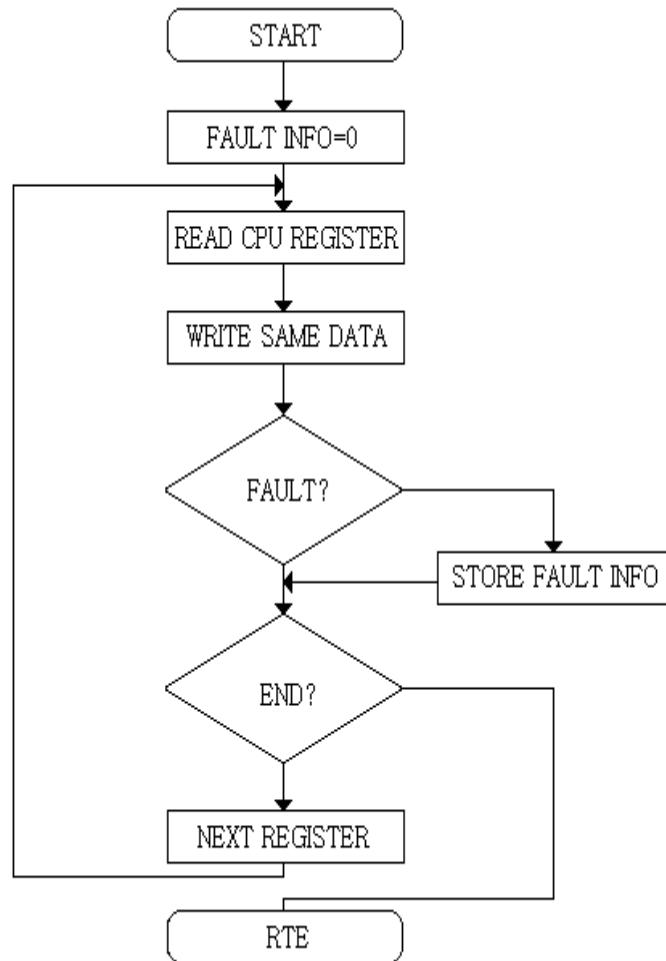 START
FAULT INFO=0
READ CPU REGISTER
WRITE SAME DATA
FAULT?
STORE FAULT INFO
END?
NEXT REGISTER
RTE